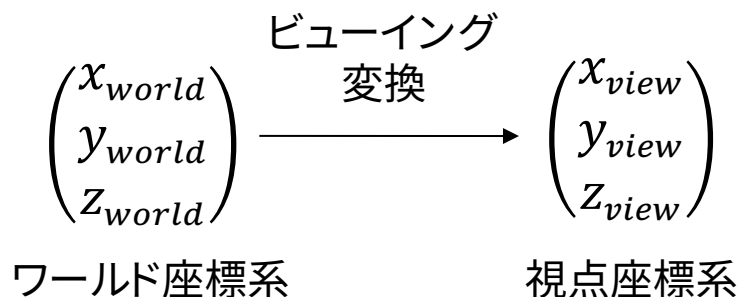 ビューイング
変換
x_world
y_world
z_world
x_view
y_view
z_view
ワールド座標系
視点座標系